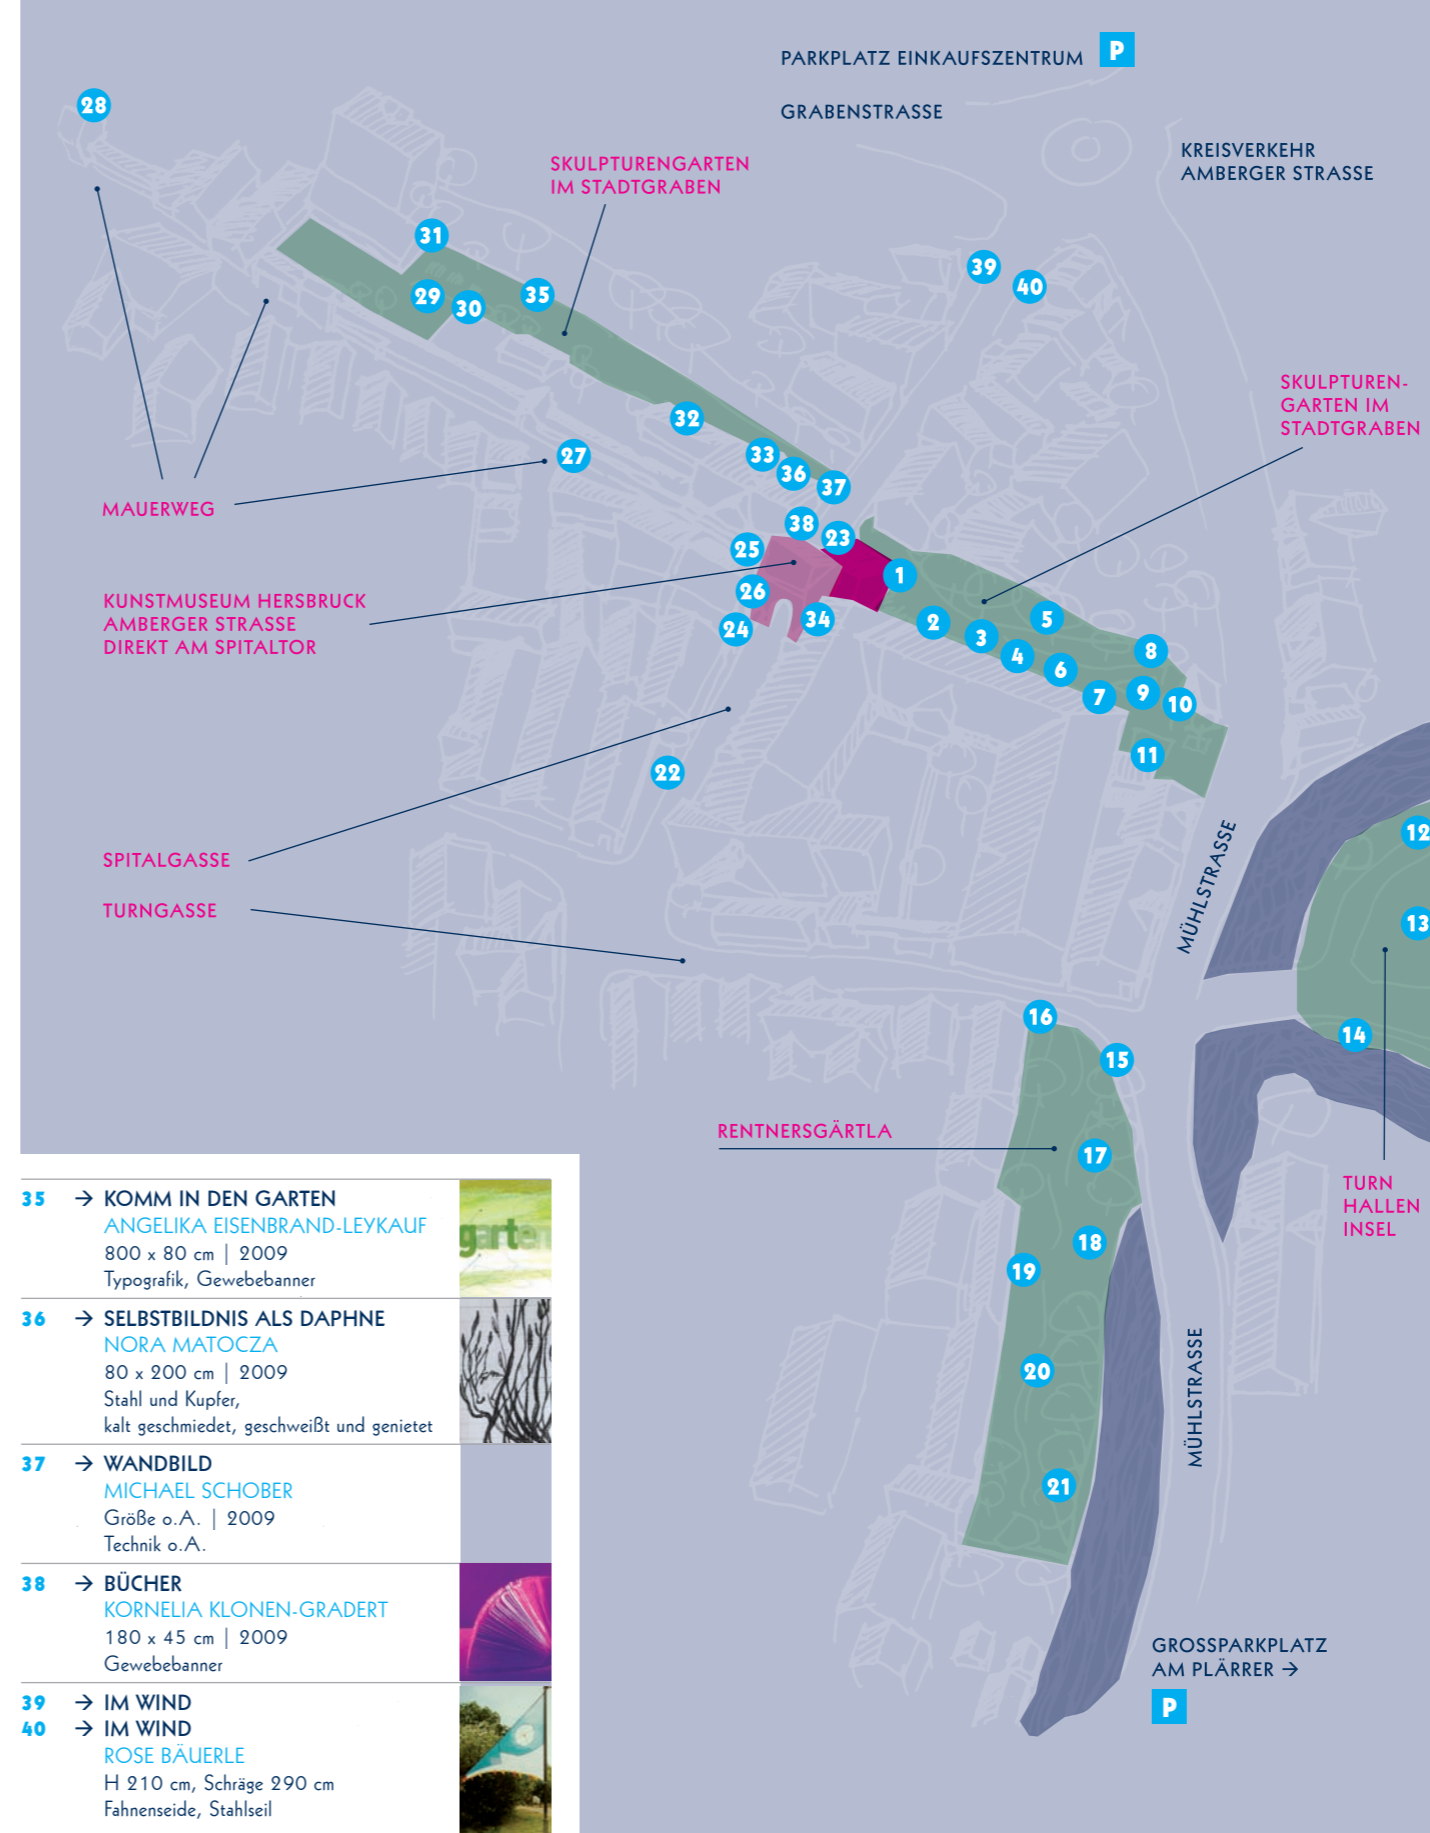 PARKPLATZ EINKAUFSZENTRUM P
GRABENSTRASSE
KREISVERKEHR
AMBERGER STRASSE
28
SKULPTURENGARTEN
IM STADTGRABEN
31
39
40
29
30
35
SKULPTUREN-
GARTEN IM
STADTGRABEN
32
27
33
36
37
MAUERWEG
38
23
25
1
26
KUNSTMUSEUM HERSBRUCK
AMBERGER STRASSE
DIREKT AM SPITALTOR
24
34
2
3
4
5
6
7
8
9
10
11
22
SPITALGASSE
TURNGASSE
MÜHLSTRASSE
12
13
14
16
15
RENTNERSGÄRTLA
17
18
19
20
21
TURN
HALLEN
INSEL
MÜHLSTRASSE
GROSSPARKPLATZ
AM PLÄRRER →
P
35 → KOMM IN DEN GARTEN
ANGELIKA EISENBRAND-LEYKAUF
800 x 80 cm | 2009
Typografik, Gewebebanner
garten
36 → SELBSTBILDNIS ALS DAPHNE
NORA MATOCZA
80 x 200 cm | 2009
Stahl und Kupfer,
kalt geschmiedet, geschweißt und genietet
37 → WANDBILD
MICHAEL SCHOBER
Größe o.A. | 2009
Technik o.A.
38 → BÜCHER
KORNELIA KLONEN-GRADERT
180 x 45 cm | 2009
Gewebebanner
39 → IM WIND
40 → IM WIND
ROSE BÄUERLE
H 210 cm, Schräge 290 cm
Fahnenseide, Stahlseil